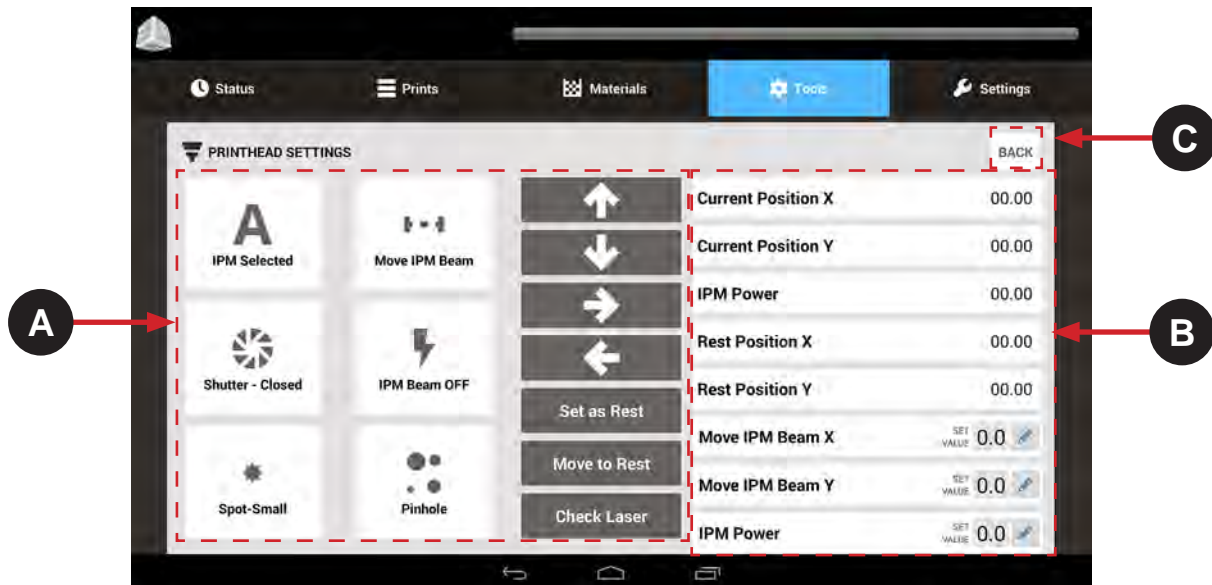 Status Prints Materials Tools Settings
PRINTHEAD SETTINGS BACK
C
A
IPM Selected
Move IPM Beam
Shutter - Closed
IPM Beam OFF
Spot-Small
Pinhole
Set as Rest
Move to Rest
Check Laser
Current Position X 00.00
Current Position Y 00.00
IPM Power 00.00
Rest Position X 00.00
Rest Position Y 00.00
Move IPM Beam X SET VALUE 0.0
Move IPM Beam Y SET VALUE 0.0
IPM Power SET VALUE 0.0
A
B